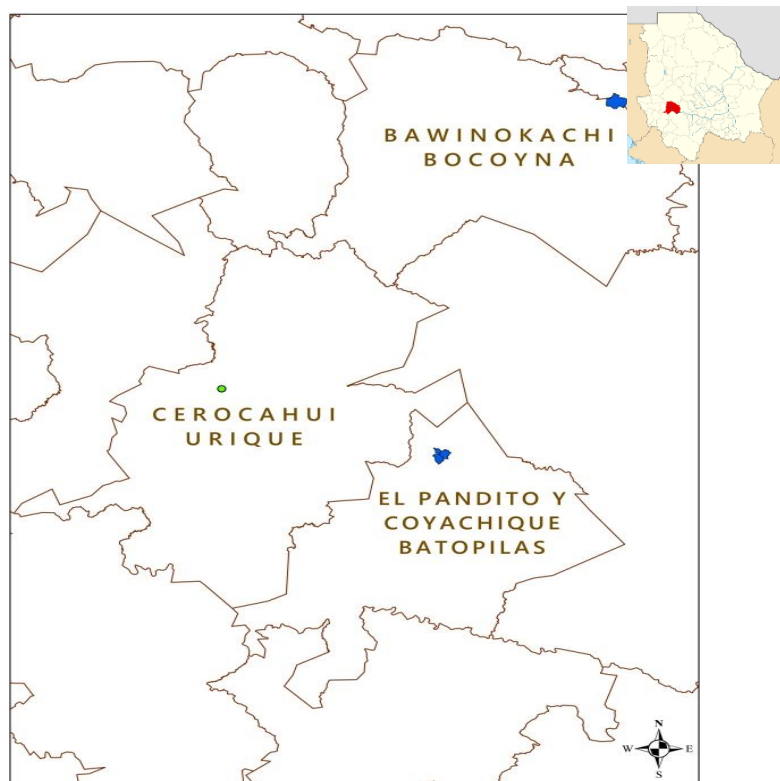 BAWINOKACHI
BOCOYNA
CEROCAHUI
URIQUE
EL PANDITO Y
COYACHIQUE
BATOPILAS
N
W E
S